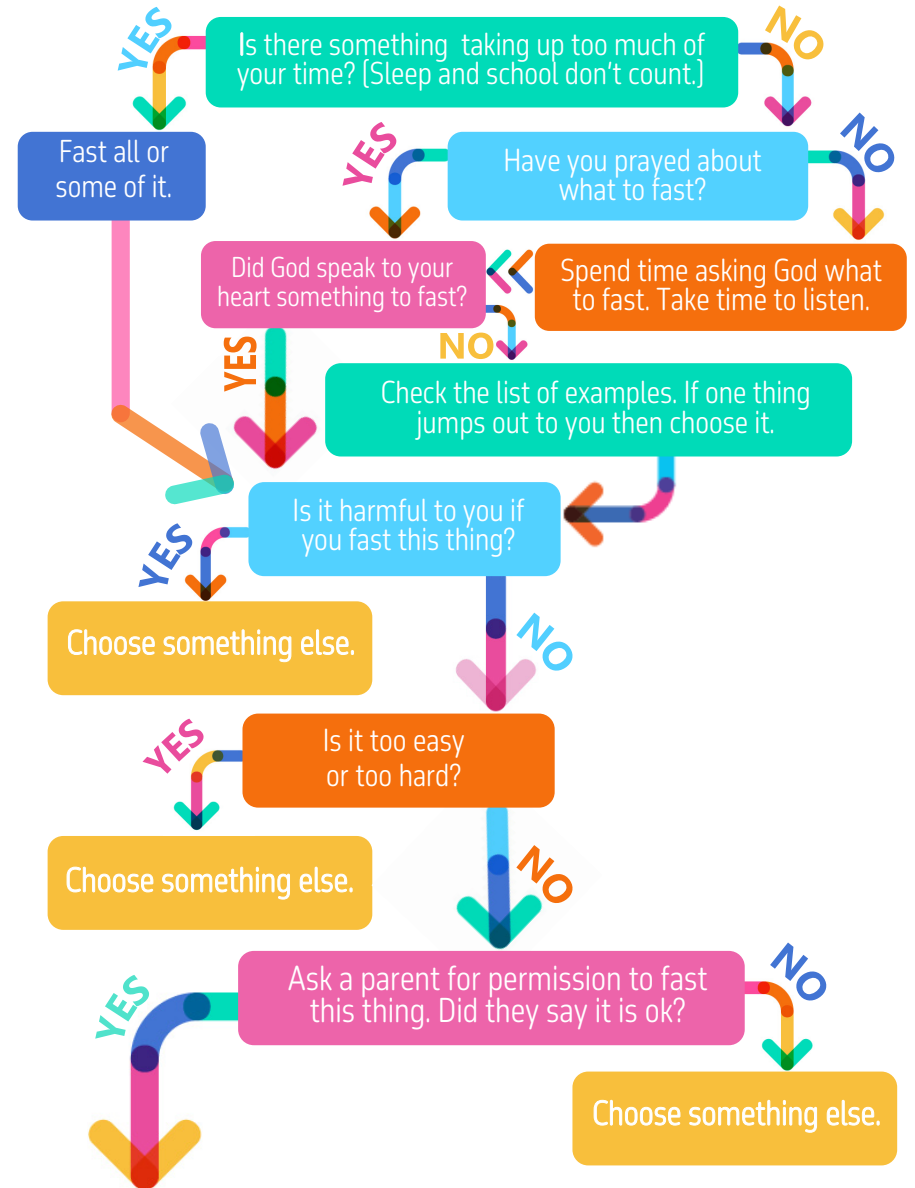 YES
Is there something taking up too much of
your time? (Sleep and school don't count.)
NO
Fast all or
some of it.
YES
Have you prayed about
what to fast?
NO
Did God speak to your
heart something to fast?
Spend time asking God what
to fast. Take time to listen.
YES
NO
Check the list of examples. If one thing
jumps out to you then choose it.
Is it harmful to you if
you fast this thing?
YES
Choose something else.
NO
Is it too easy
or too hard?
YES
Choose something else.
NO
Ask a parent for permission to fast
this thing. Did they say it is ok?
YES
NO
Choose something else.